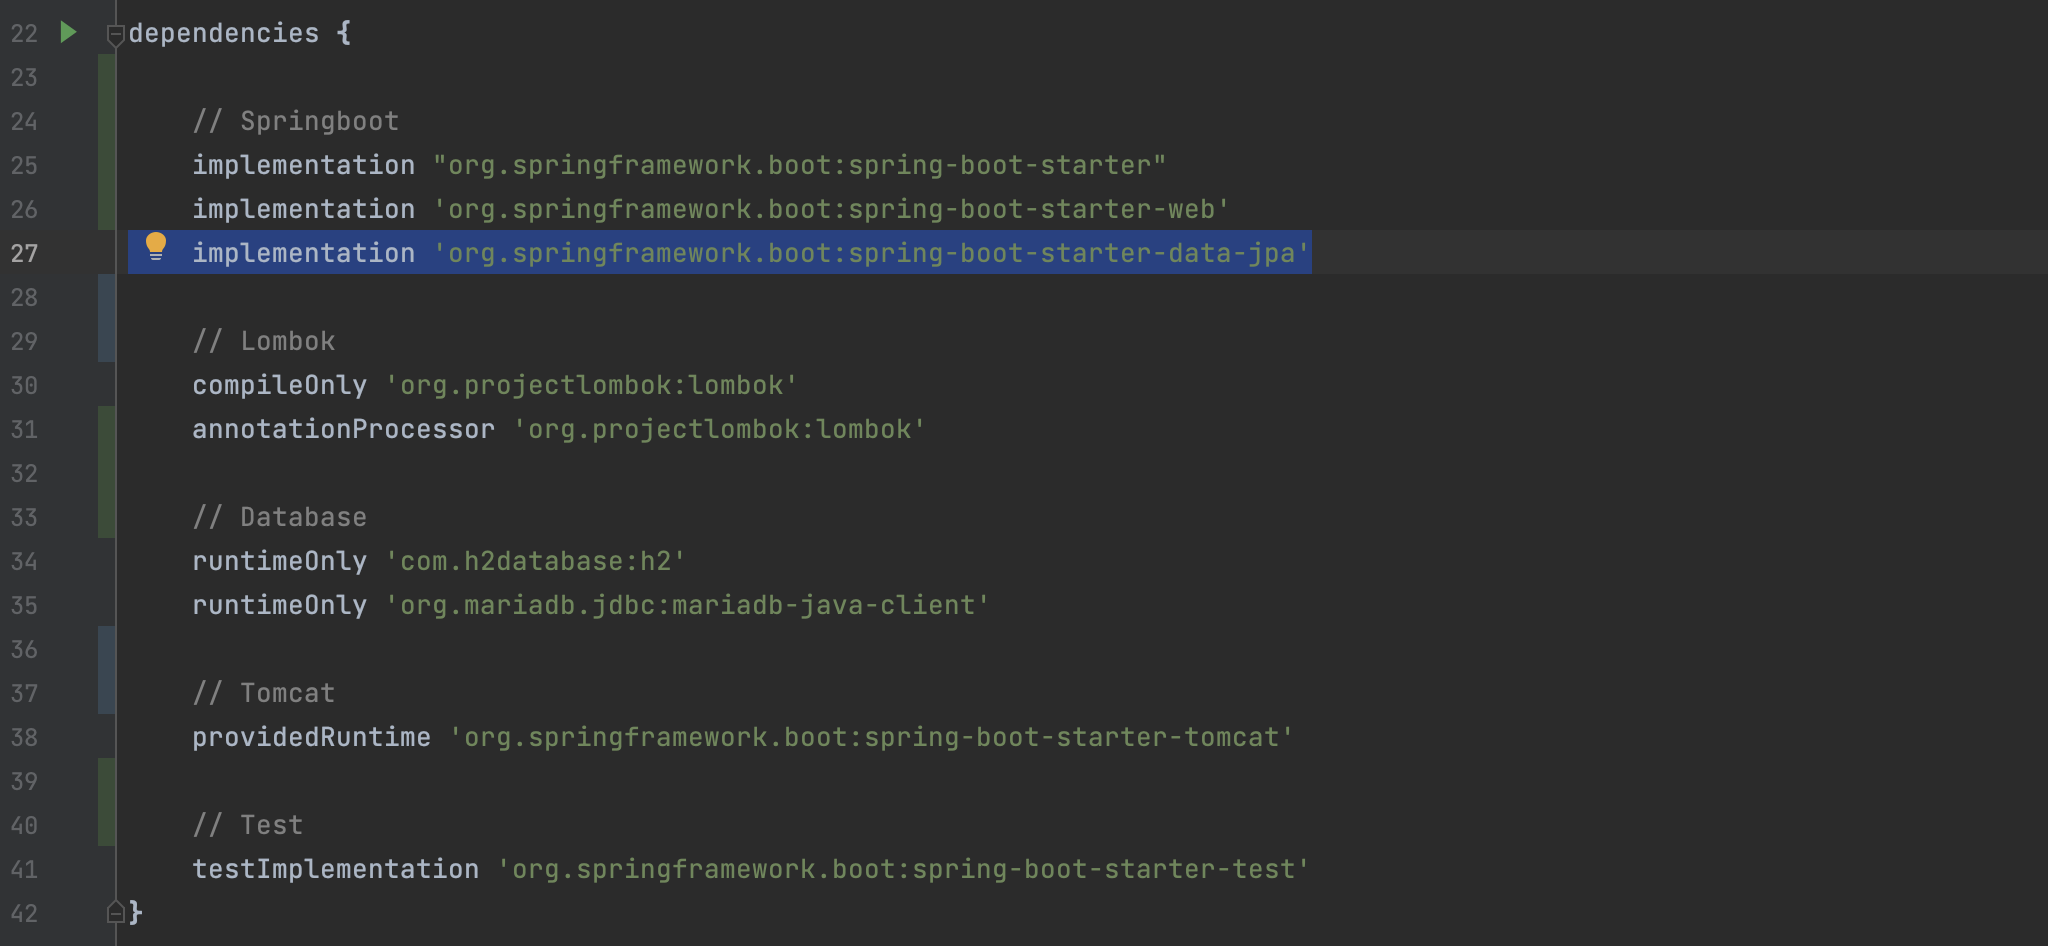 22 dependencies {
23
24 // Springboot
25 implementation "org.springframework.boot:spring-boot-starter"
26 implementation 'org.springframework.boot:spring-boot-starter-web'
27 implementation 'org.springframework.boot:spring-boot-starter-data-jpa'
28
29 // Lombok
30 compileOnly 'org.projectlombok:lombok'
31 annotationProcessor 'org.projectlombok:lombok'
32
33 // Database
34 runtimeOnly 'com.h2database:h2'
35 runtimeOnly 'org.mariadb.jdbc:mariadb-java-client'
36
37 // Tomcat
38 providedRuntime 'org.springframework.boot:spring-boot-starter-tomcat'
39
40 // Test
41 testImplementation 'org.springframework.boot:spring-boot-starter-test'
42 }